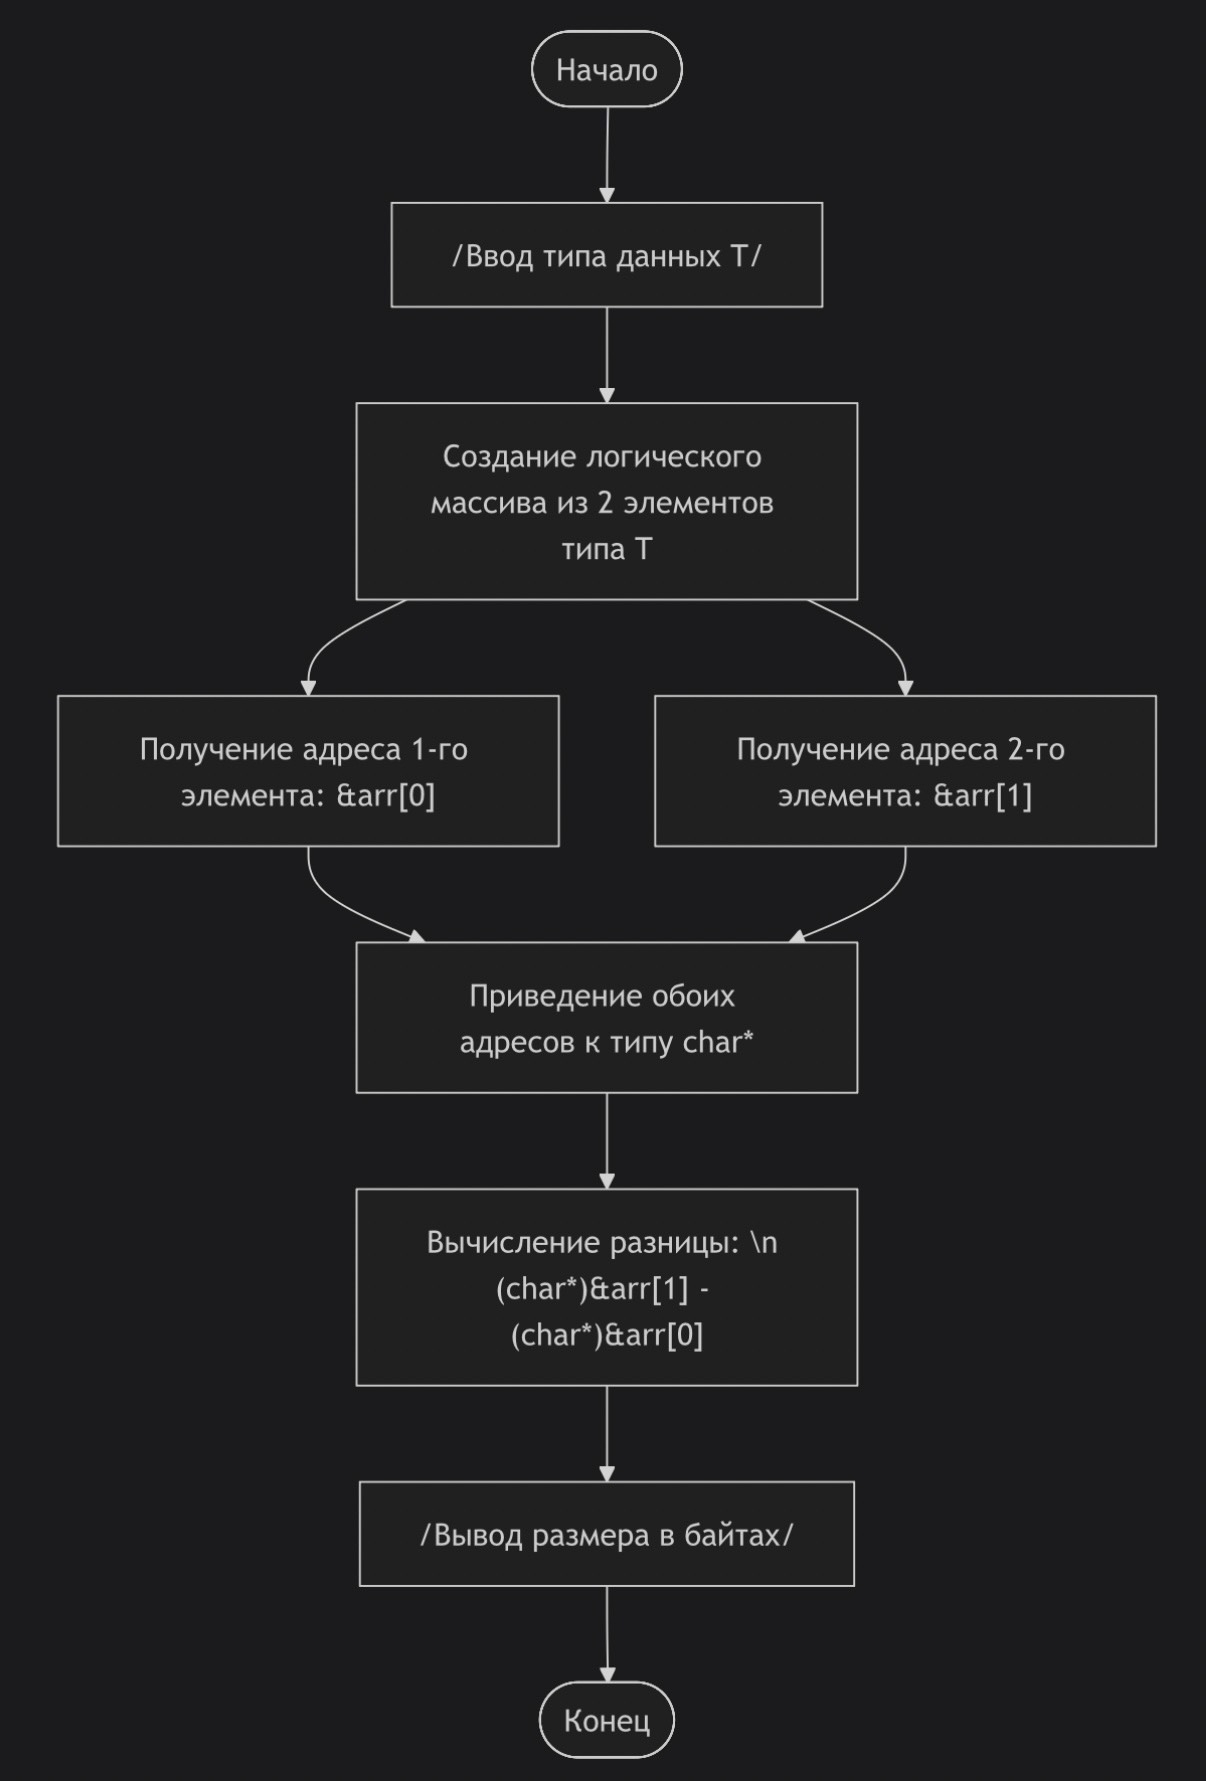 Начало
/Ввод типа данных T/
Создание логического
массива из 2 элементов
типа T
Получение адреса 1-го
элемента: &arr[0]
Получение адреса 2-го
элемента: &arr[1]
Приведение обоих
адресов к типу char*
Вычисление разницы: \n
(char*)&arr[1] -
(char*)&arr[0]
/Вывод размера в байтах/
Конец